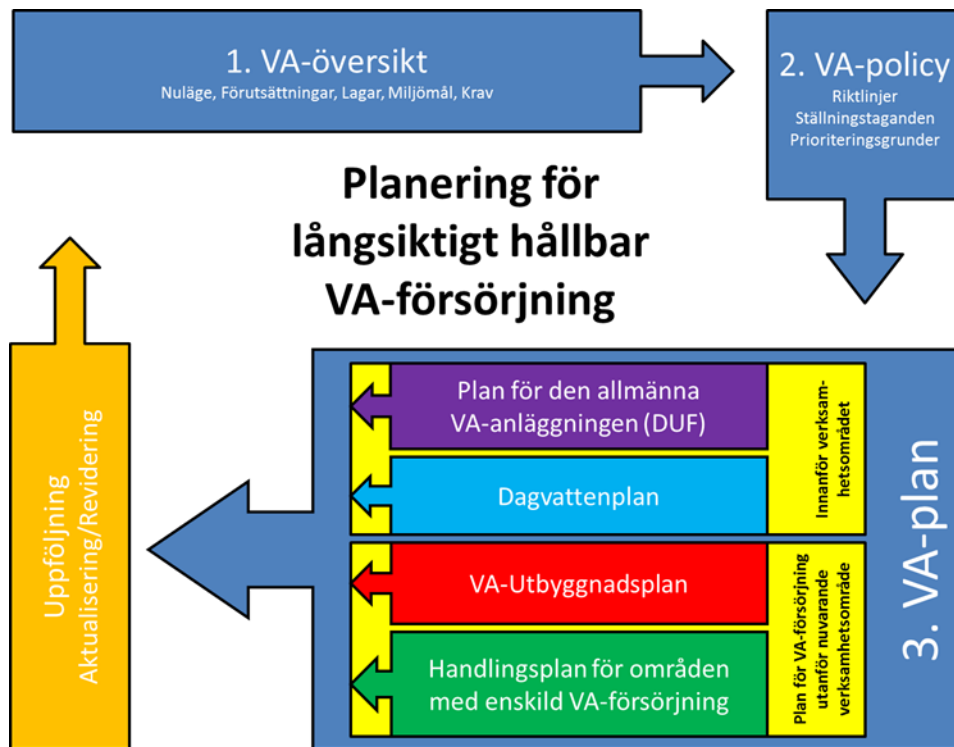 1. VA-översikt
Nuläge, Förutsättningar, Lagar, Miljömål, Krav
2. VA-policy
Riktlinjer
Ställningstaganden
Prioriteringsgrunder
Planering för
långsiktigt hållbar
VA-försörjning
Uppföljning
Aktualisering/Revidering
Plan för den allmänna
VA-anläggningen (DUF)
Dagvattenplan
Innanför verksam-
hetsområdet
VA-Utbyggnadsplan
Handlingsplan för områden
med enskild VA-försörjning
Plan för VA-försörjning
utanför nuvarande
verksamhetsområde
3. VA-plan